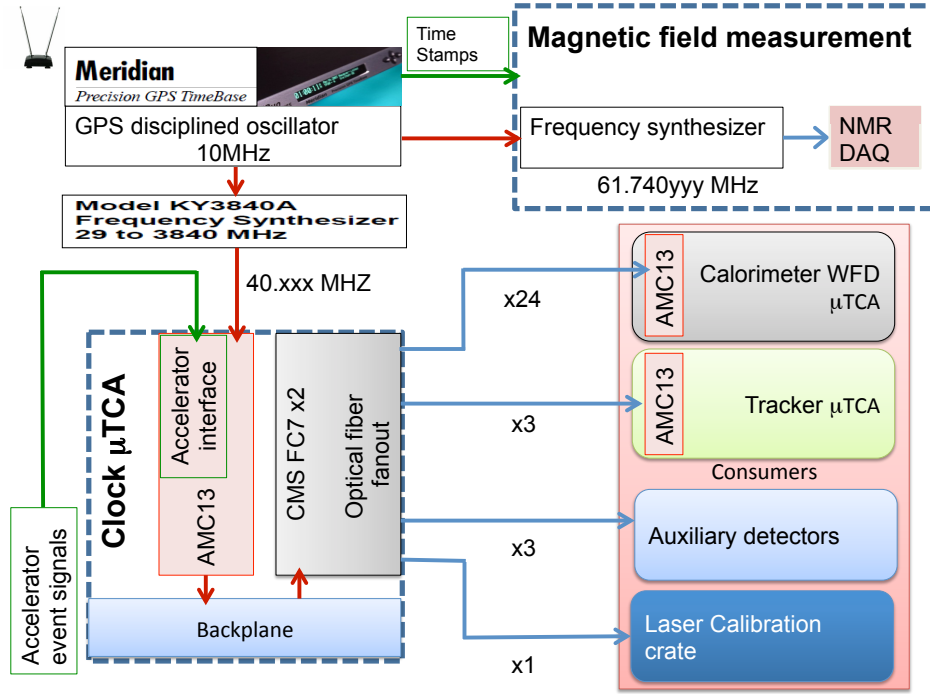 Meridian
Precision GPS TimeBase
GPS disciplined oscillator
10MHz
Time
Stamps
Magnetic field measurement
Frequency synthesizer
NMR
DAQ
61.740yyy MHz
Model KY3840A
Frequency Synthesizer
29 to 3840 MHz
40.xxx MHZ
Clock μTCA
Accelerator
interface
AMC13
CMS FC7 x2
Optical fiber
fanout
Backplane
Accelerator
event signals
x24
x3
x3
x1
AMC13
Calorimeter WFD
μTCA
AMC13
Tracker μTCA
Consumers
Auxiliary detectors
Laser Calibration
crate